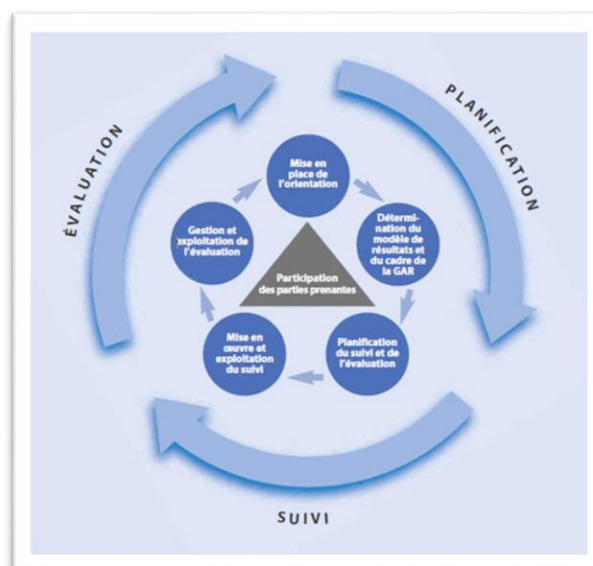 ÉVALUATION
PLANIFICATION
Mise en
place de
l'orientation
Détermi-
nation du
modèle de
résultats et
du cadre de
la GAR
Gestion et
exploitation de
l'évaluation
Participation
des parties prenantes
Mise en
œuvre et
exploitation
du suivi
Planification
du suivi et de
l'évaluation
SUIVI